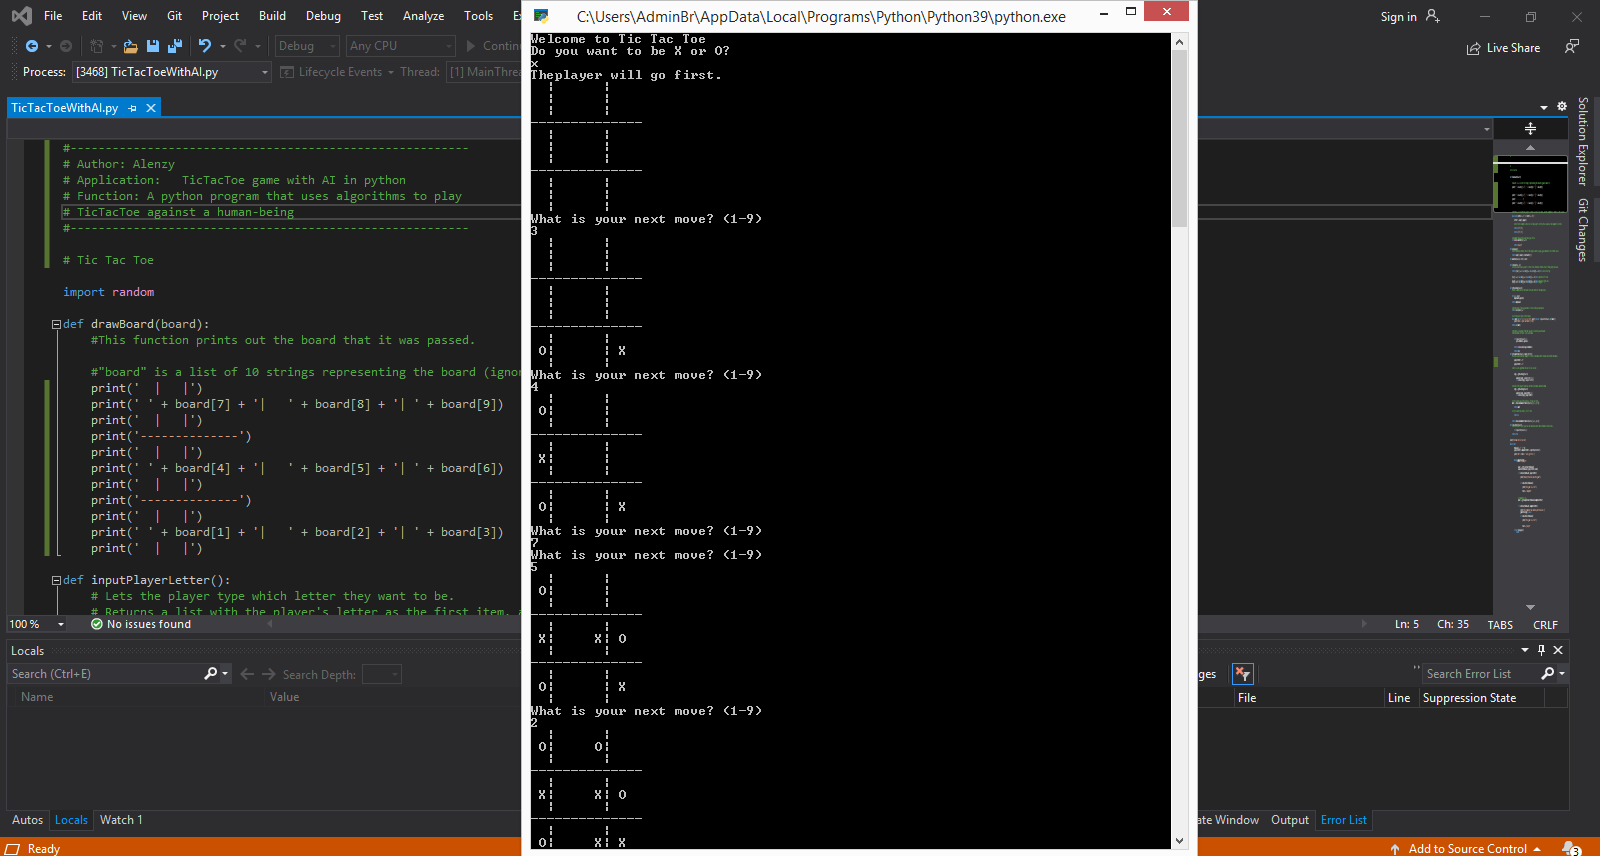 File Edit View Git Project Build Debug Test Analyze Tools
C:\Users\AdminBr\AppData\Local\Programs\Python\Python39\python.exe
Sign in
Debug Any CPU
Live Share
Process: [3468] TicTacToeWithAI.py Lifecycle Events Thread: [1] MainThrea
TicTacToeWithAI.py
#---------------------------------------------------------
# Author: Alenzy
# Application:   TicTacToe game with AI in python
# Function: A python program that uses algorithms to play
# TicTacToe against a human-being
#---------------------------------------------------------
# Tic Tac Toe
import random
def drawBoard(board):
#This function prints out the board that it was passed.
#"board" is a list of 10 strings representing the board (ignor
print('   |   |')
print(' ' + board[7] + '|   ' + board[8] + '| ' + board[9])
print('   |   |')
print('--------------')
print('   |   |')
print(' ' + board[4] + '|   ' + board[5] + '| ' + board[6])
print('   |   |')
print('--------------')
print('   |   |')
print(' ' + board[1] + '|   ' + board[2] + '| ' + board[3])
print('   |   |')
def inputPlayerLetter():
# Lets the player type which letter they want to be.
# Returns a list with the player's letter as the first item,
100 %
No issues found
Welcome to Tic Tac Toe
Do you want to be X or O?
x
Theplayer will go first.
 |      |
--------------
 |      |
--------------
 |      |
What is your next move? (1-9)
3
 |      |
--------------
 |      |
--------------
 O|      | X
What is your next move? (1-9)
4
 O|      |
--------------
 X|      |
--------------
 O|      | X
What is your next move? (1-9)
7
What is your next move? (1-9)
5
 O|      |
--------------
 X|     X| O
--------------
 O|      | X
What is your next move? (1-9)
2
 O|     O|
--------------
 X|     X| O
--------------
 O|     X| X
Solution Explorer
Git Changes
Ln: 5 Ch: 35 TABS CRLF
Locals
Search (Ctrl+E) Search Depth:
Name Value
Autos Locals Watch 1
ges
Search Error List
File Line Suppression State
ate Window Output Error List
Ready
Add to Source Control
3